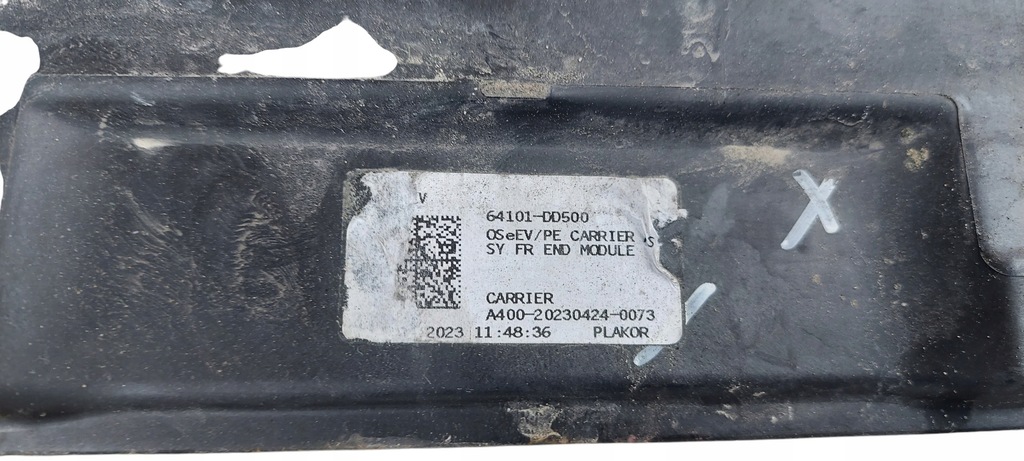 V
64101-DD500
OSeEV/PE CARRIER S
SY FR END MODULE
CARRIER
A400-20230424-0073
2023 11:48:36 PLAKOR
X